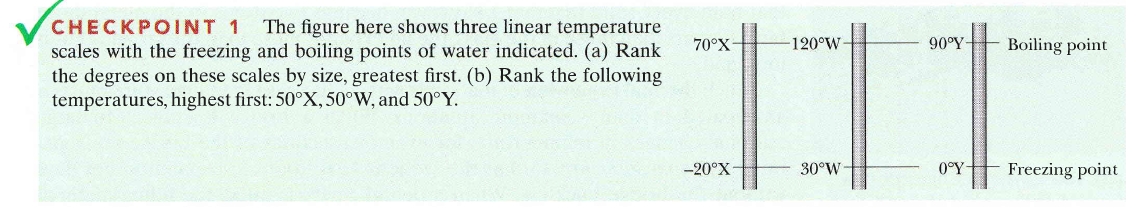 CHECKPOINT 1 The figure here shows three linear temperature
scales with the freezing and boiling points of water indicated. (a) Rank
the degrees on these scales by size, greatest first. (b) Rank the following
temperatures, highest first: 50°X, 50°W, and 50°Y.
70°X 120°W 90°Y Boiling point
–20°X 30°W 0°Y Freezing point